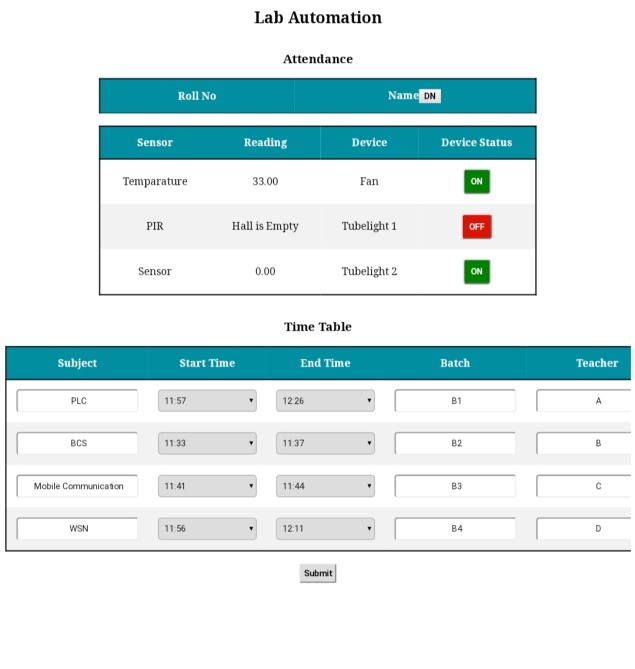 Lab Automation
Attendance
Roll No Name DN
Sensor Reading Device Device Status
Temparature 33.00 Fan ON
PIR Hall is Empty Tubelight 1 OFF
Sensor 0.00 Tubelight 2 ON
Time Table
Subject Start Time End Time Batch Teacher
PLC 11:57 12:26 B1 A
BCS 11:33 11:37 B2 B
Mobile Communication 11:41 11:44 B3 C
WSN 11:56 12:11 B4 D
Submit